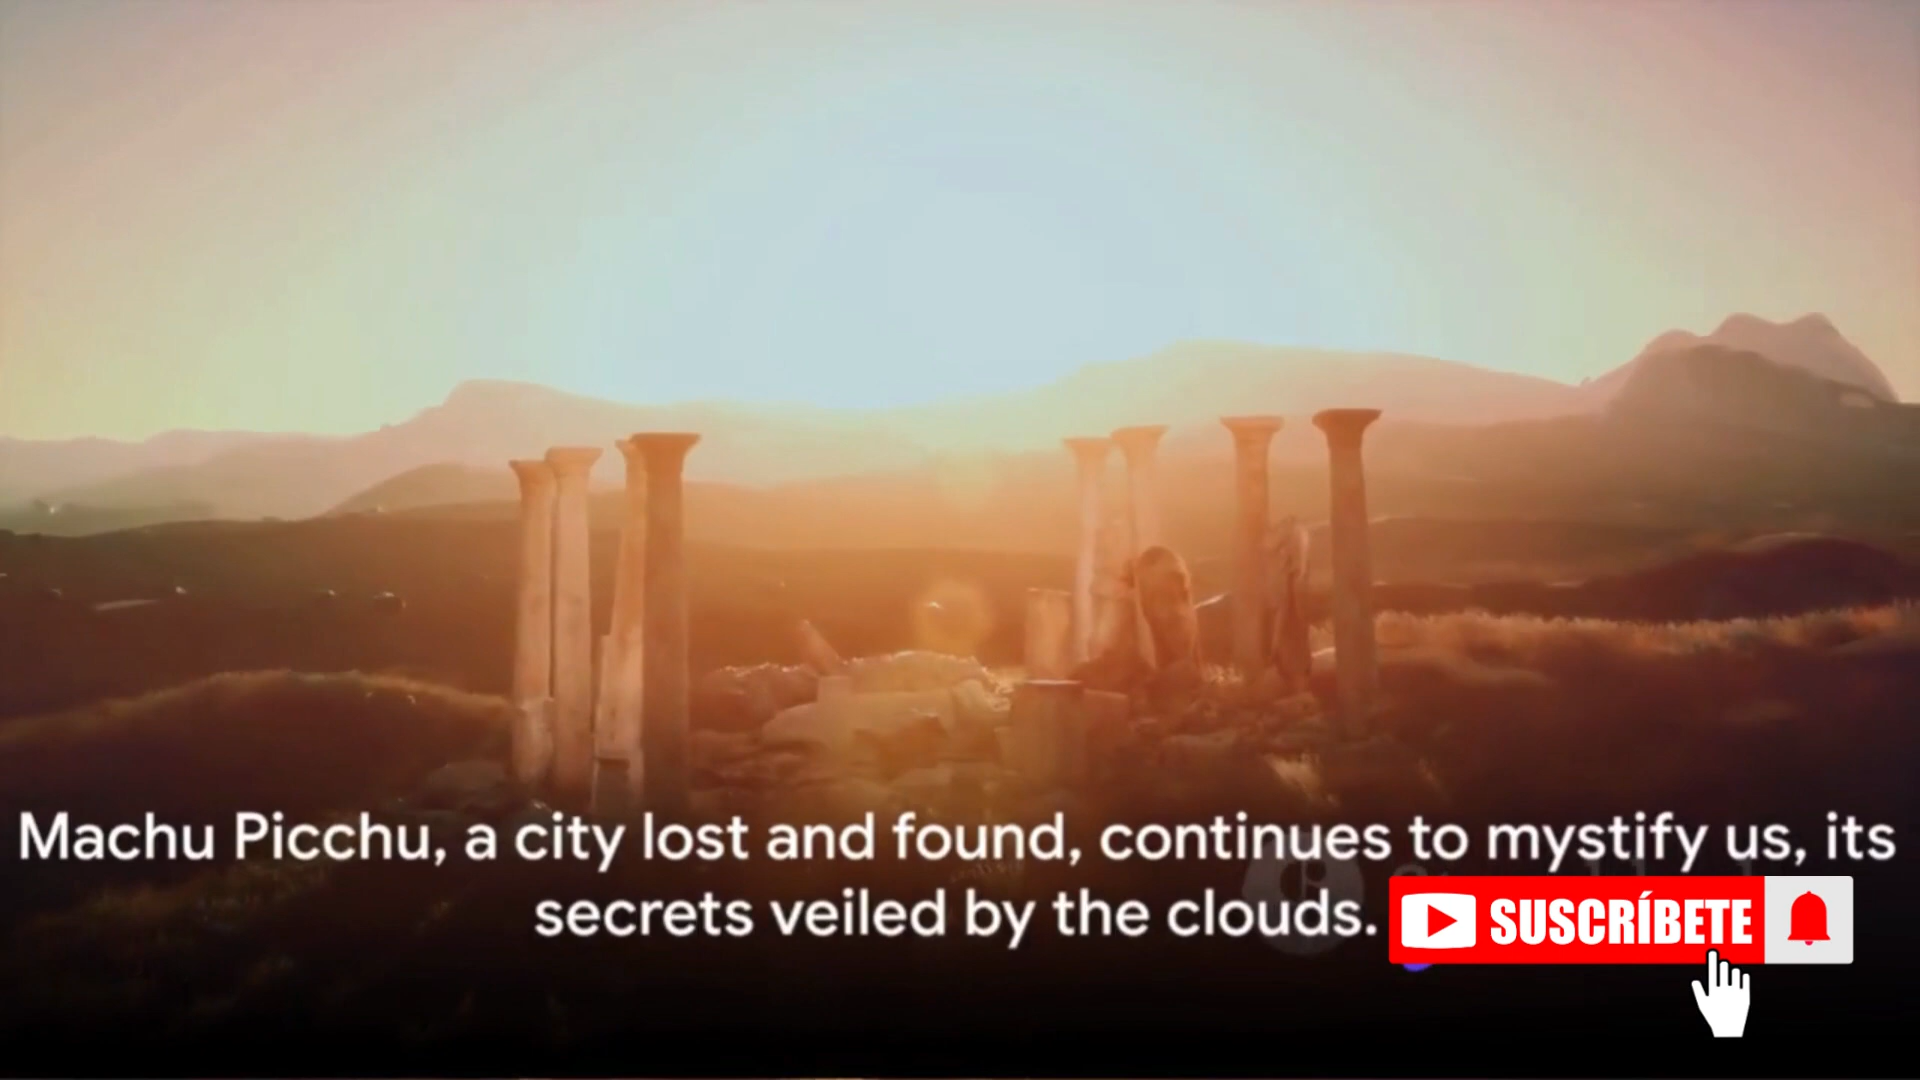 Machu Picchu, a city lost and found, continues to mystify us, its
secrets veiled by the clouds.
SUSCRÍBETE